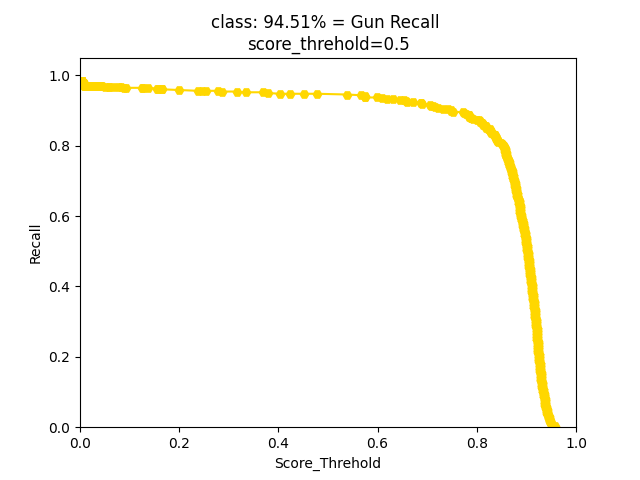 class: 94.51% = Gun Recall
score_threhold=0.5
1.0
0.8
0.6
0.4
0.2
0.0
Recall
0.0 0.2 0.4 0.6 0.8 1.0
Score_Threhold